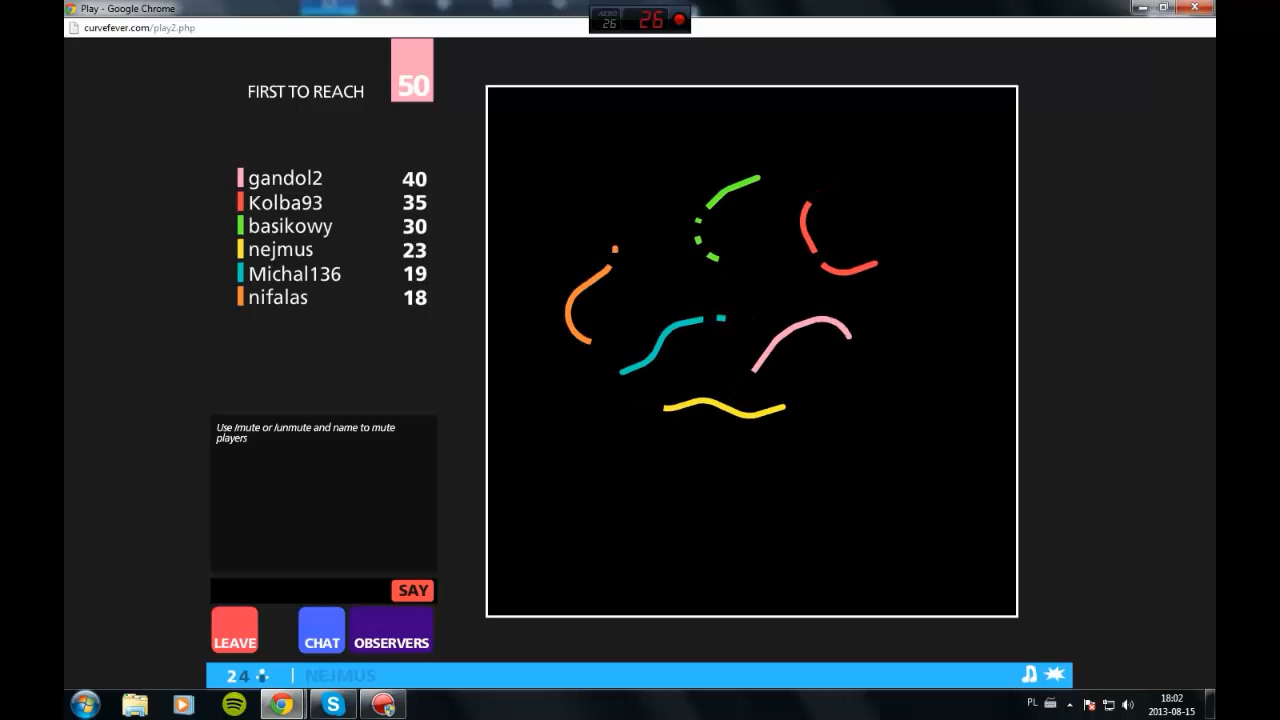 Play - Google Chrome
curvefever.com/play2.php
AERO
26
26
FIRST TO REACH 50
gandol2 40
Kolba93 35
basikowy 30
nejmus 23
Michal136 19
nifalas 18
Use /mute or /unmute and name to mute
players
SAY
LEAVE CHAT OBSERVERS
24 NEJMUS
PL
18:02
2013-08-15